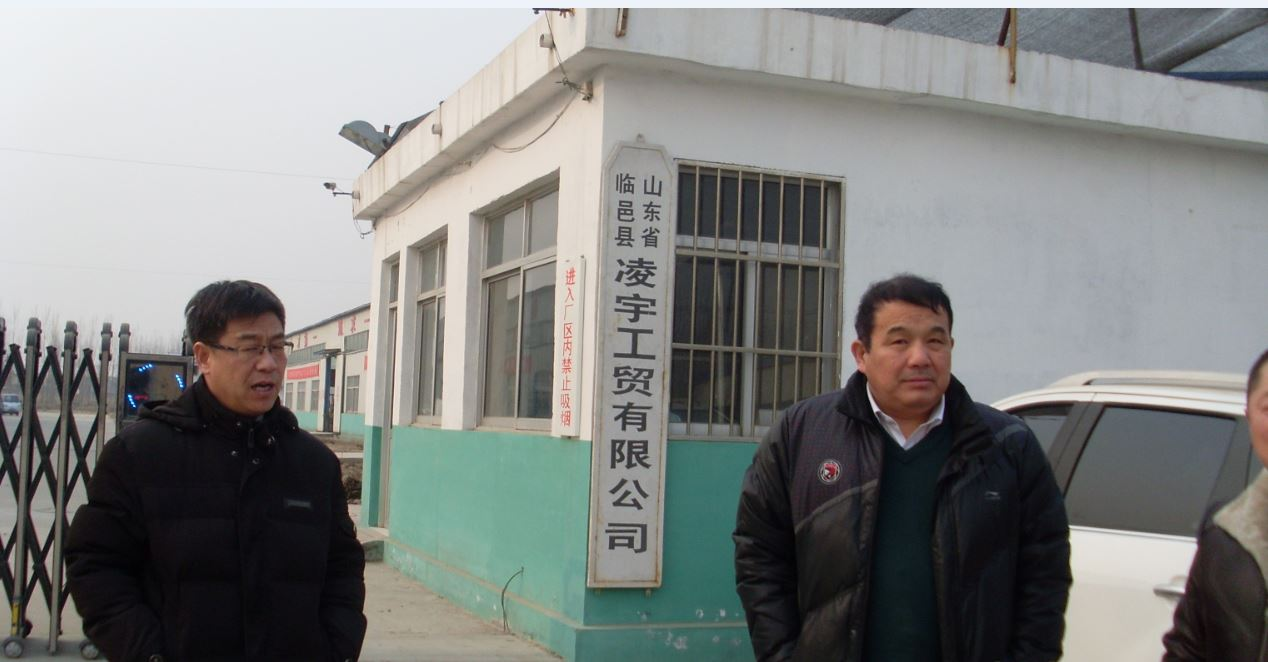 山东省
临邑县
凌宇工贸有限公司
进入厂区内禁止吸烟